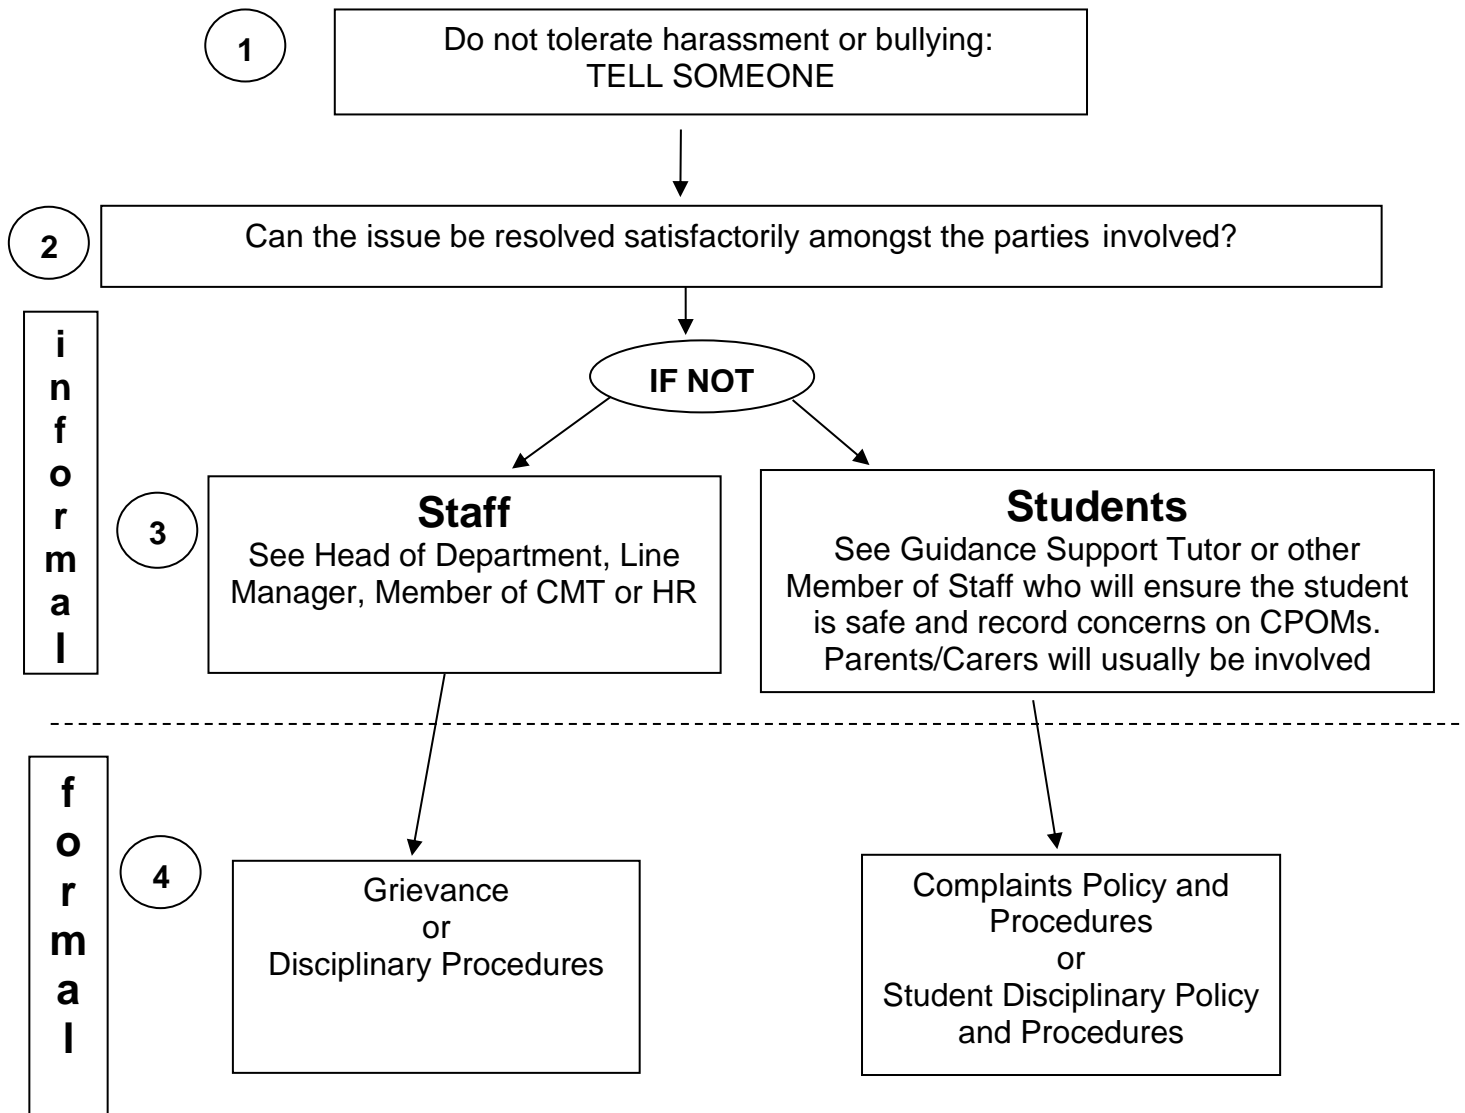 1
Do not tolerate harassment or bullying:
TELL SOMEONE
2
Can the issue be resolved satisfactorily amongst the parties involved?
informal
IF NOT
3
Staff
See Head of Department, Line
Manager, Member of CMT or HR
Students
See Guidance Support Tutor or other
Member of Staff who will ensure the student
is safe and record concerns on CPOMs.
Parents/Carers will usually be involved
formal
4
Grievance
or
Disciplinary Procedures
Complaints Policy and
Procedures
or
Student Disciplinary Policy
and Procedures